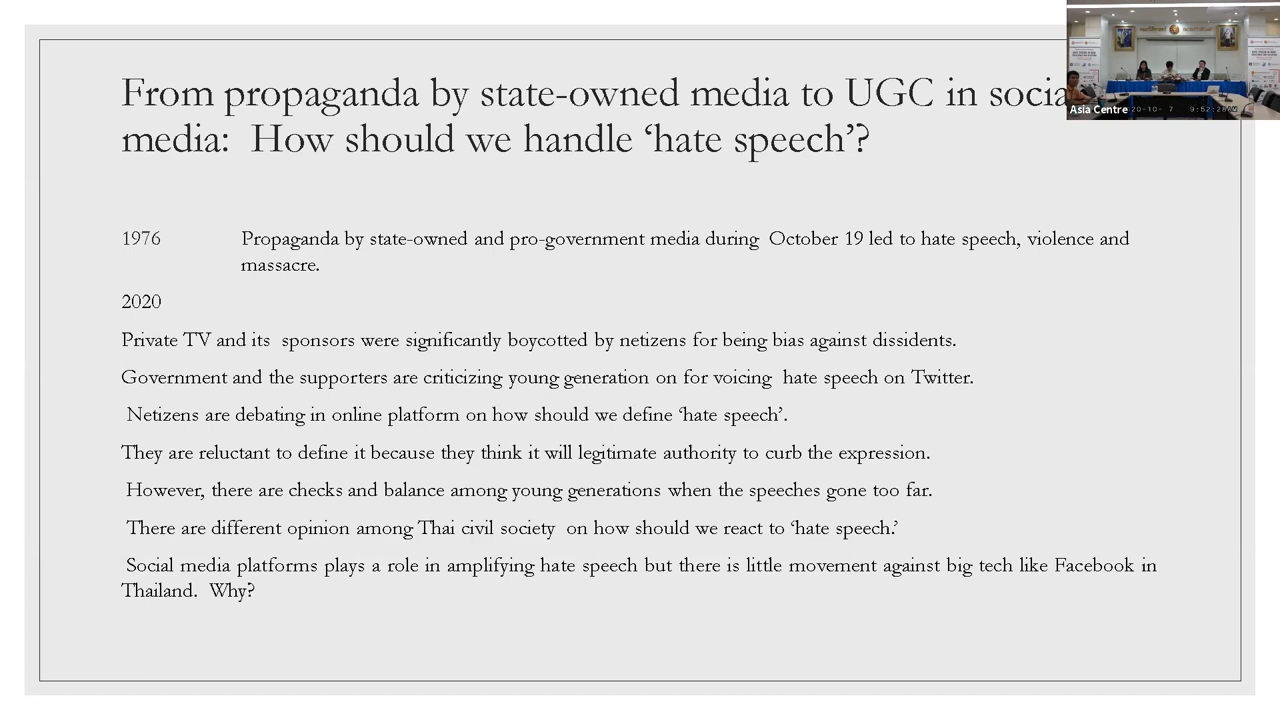 From propaganda by state-owned media to UGC in socia
media:  How should we handle ‘hate speech’?
Asia Centre
1976 Propaganda by state-owned and pro-government media during  October 19 led to hate speech, violence and
massacre.
2020
Private TV and its  sponsors were significantly boycotted by netizens for being bias against dissidents.
Government and the supporters are criticizing young generation on for voicing  hate speech on Twitter.
Netizens are debating in online platform on how should we define ‘hate speech’.
They are reluctant to define it because they think it will legitimate authority to curb the expression.
However, there are checks and balance among young generations when the speeches gone too far.
There are different opinion among Thai civil society  on how should we react to ‘hate speech.’
Social media platforms plays a role in amplifying hate speech but there is little movement against big tech like Facebook in
Thailand.  Why?